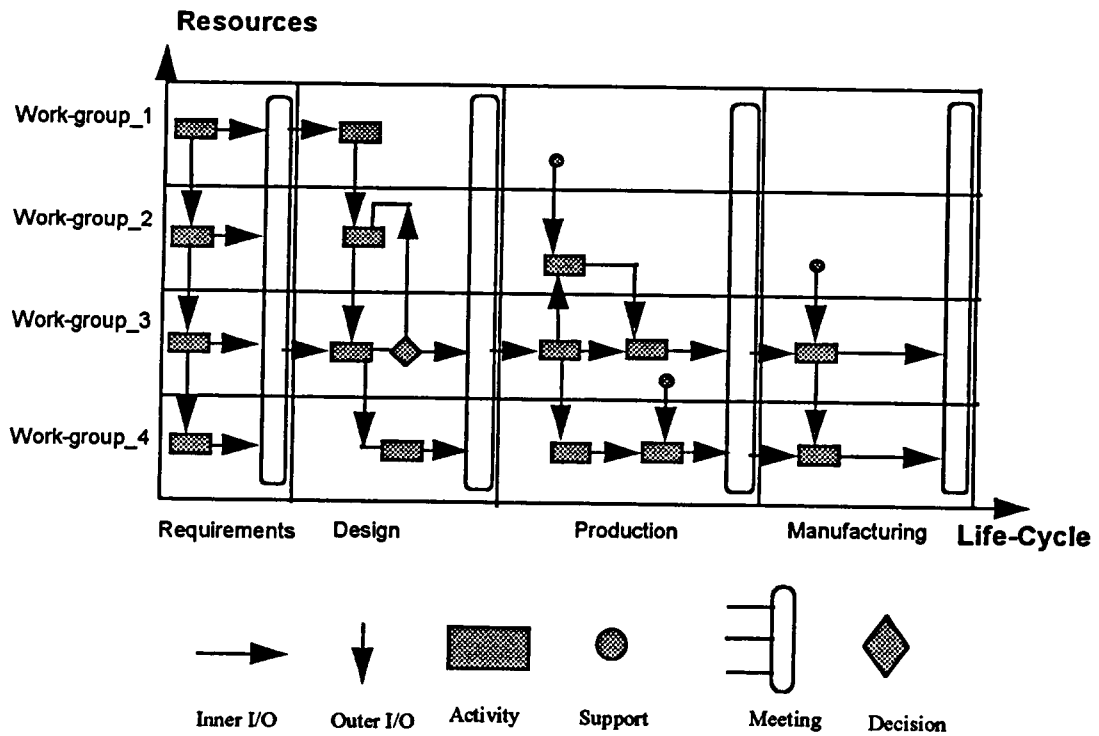 Resources
Work-group_1
Work-group_2
Work-group_3
Work-group_4
Requirements Design Production Manufacturing Life-Cycle
Inner I/O Outer I/O Activity Support Meeting Decision